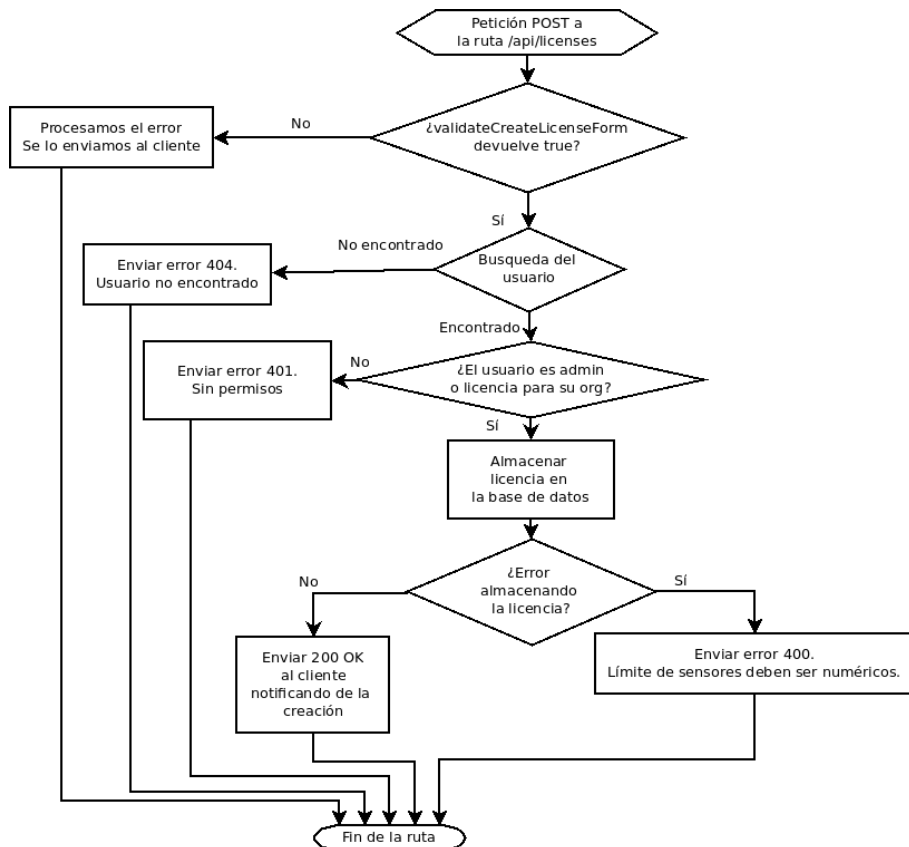 Petición POST a
la ruta /api/licenses
¿validateCreateLicenseForm
devuelve true?
No
Procesamos el error
Se lo enviamos al cliente
Sí
Busqueda del
usuario
No encontrado
Enviar error 404.
Usuario no encontrado
Encontrado
¿El usuario es admin
o licencia para su org?
No
Enviar error 401.
Sin permisos
Sí
Almacenar
licencia en
la base de datos
¿Error
almacenando
la licencia?
No
Sí
Enviar 200 OK
al cliente
notificando de la
creación
Enviar error 400.
Límite de sensores deben ser numéricos.
Fin de la ruta